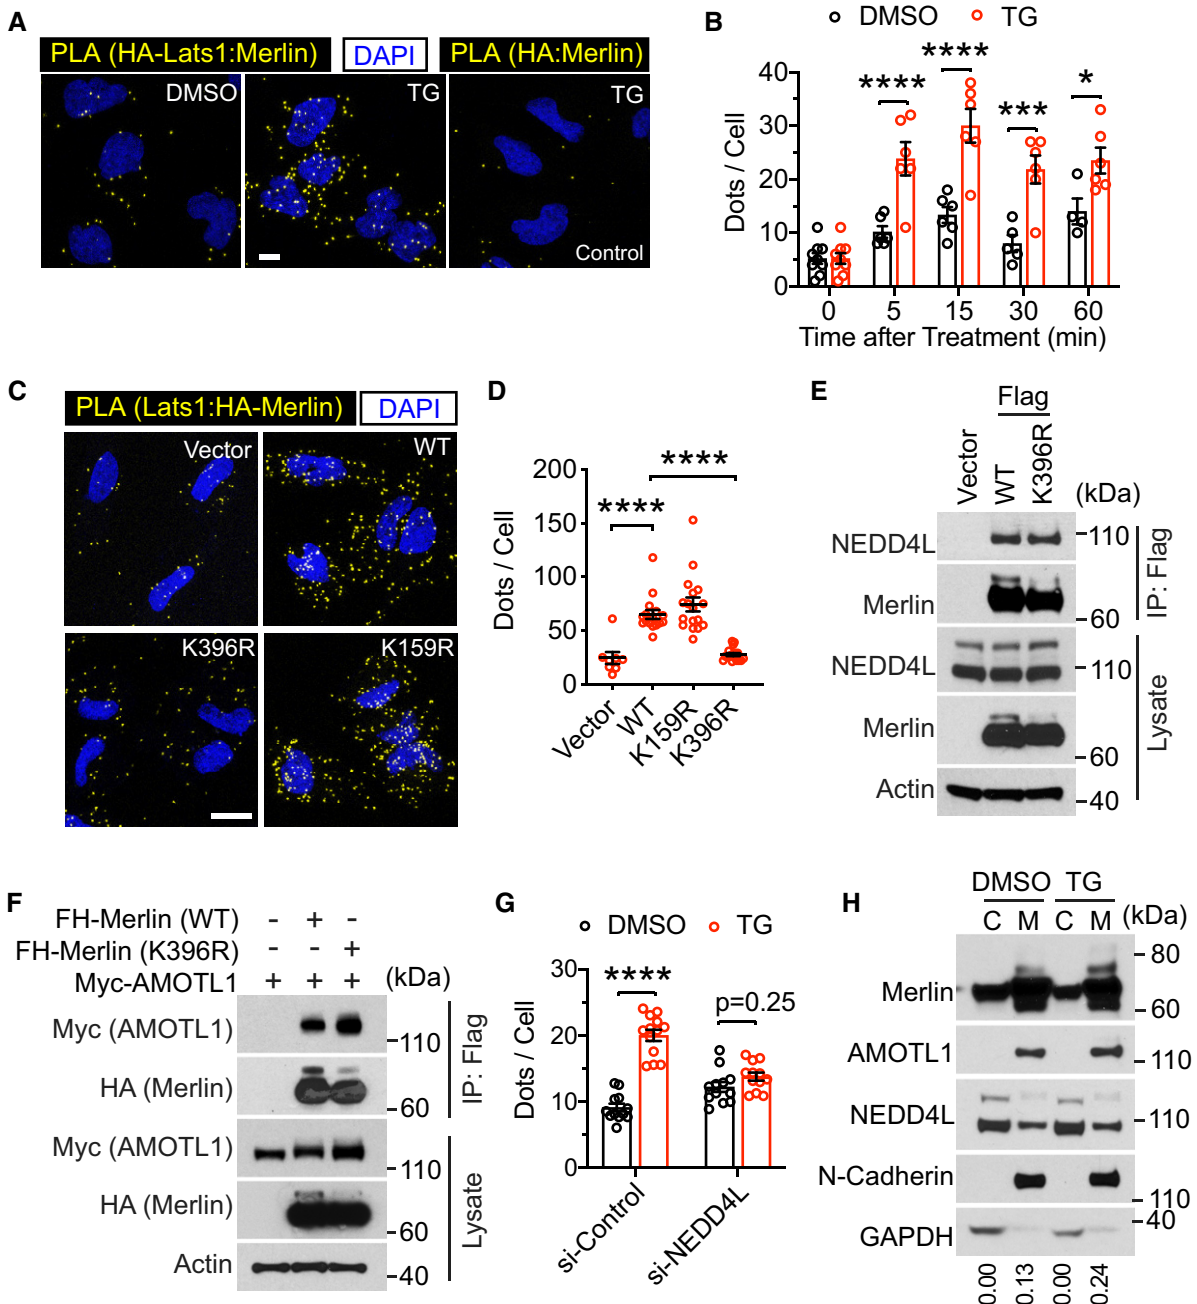 A
PLA (HA-Lats1:Merlin) DAPI PLA (HA:Merlin)
DMSO TG TG
Control
B
DMSO TG
**** **** *** *
40
30
20
10
0
Dots / Cell
0 5 15 30 60
Time after Treatment (min)
C
PLA (Lats1:HA-Merlin) DAPI
Vector WT
K396R K159R
D
**** ****
200
150
100
50
0
Dots / Cell
Vector WT K159R K396R
E
Flag
Vector WT K396R (kDa)
NEDD4L 110
Merlin 60
IP: Flag
NEDD4L 110
Merlin 60
Actin 40
Lysate
F
FH-Merlin (WT) - + -
FH-Merlin (K396R) - - +
Myc-AMOTL1 + + + (kDa)
Myc (AMOTL1) 110
HA (Merlin) 60
IP: Flag
Myc (AMOTL1) 110
HA (Merlin) 60
Actin 40
Lysate
G
DMSO TG
**** p=0.25
30
20
10
0
Dots / Cell
si-Control si-NEDD4L
H
DMSO TG
C M C M (kDa)
80
Merlin 60
AMOTL1 110
NEDD4L 110
N-Cadherin 110
40
GAPDH
0.00 0.13 0.00 0.24